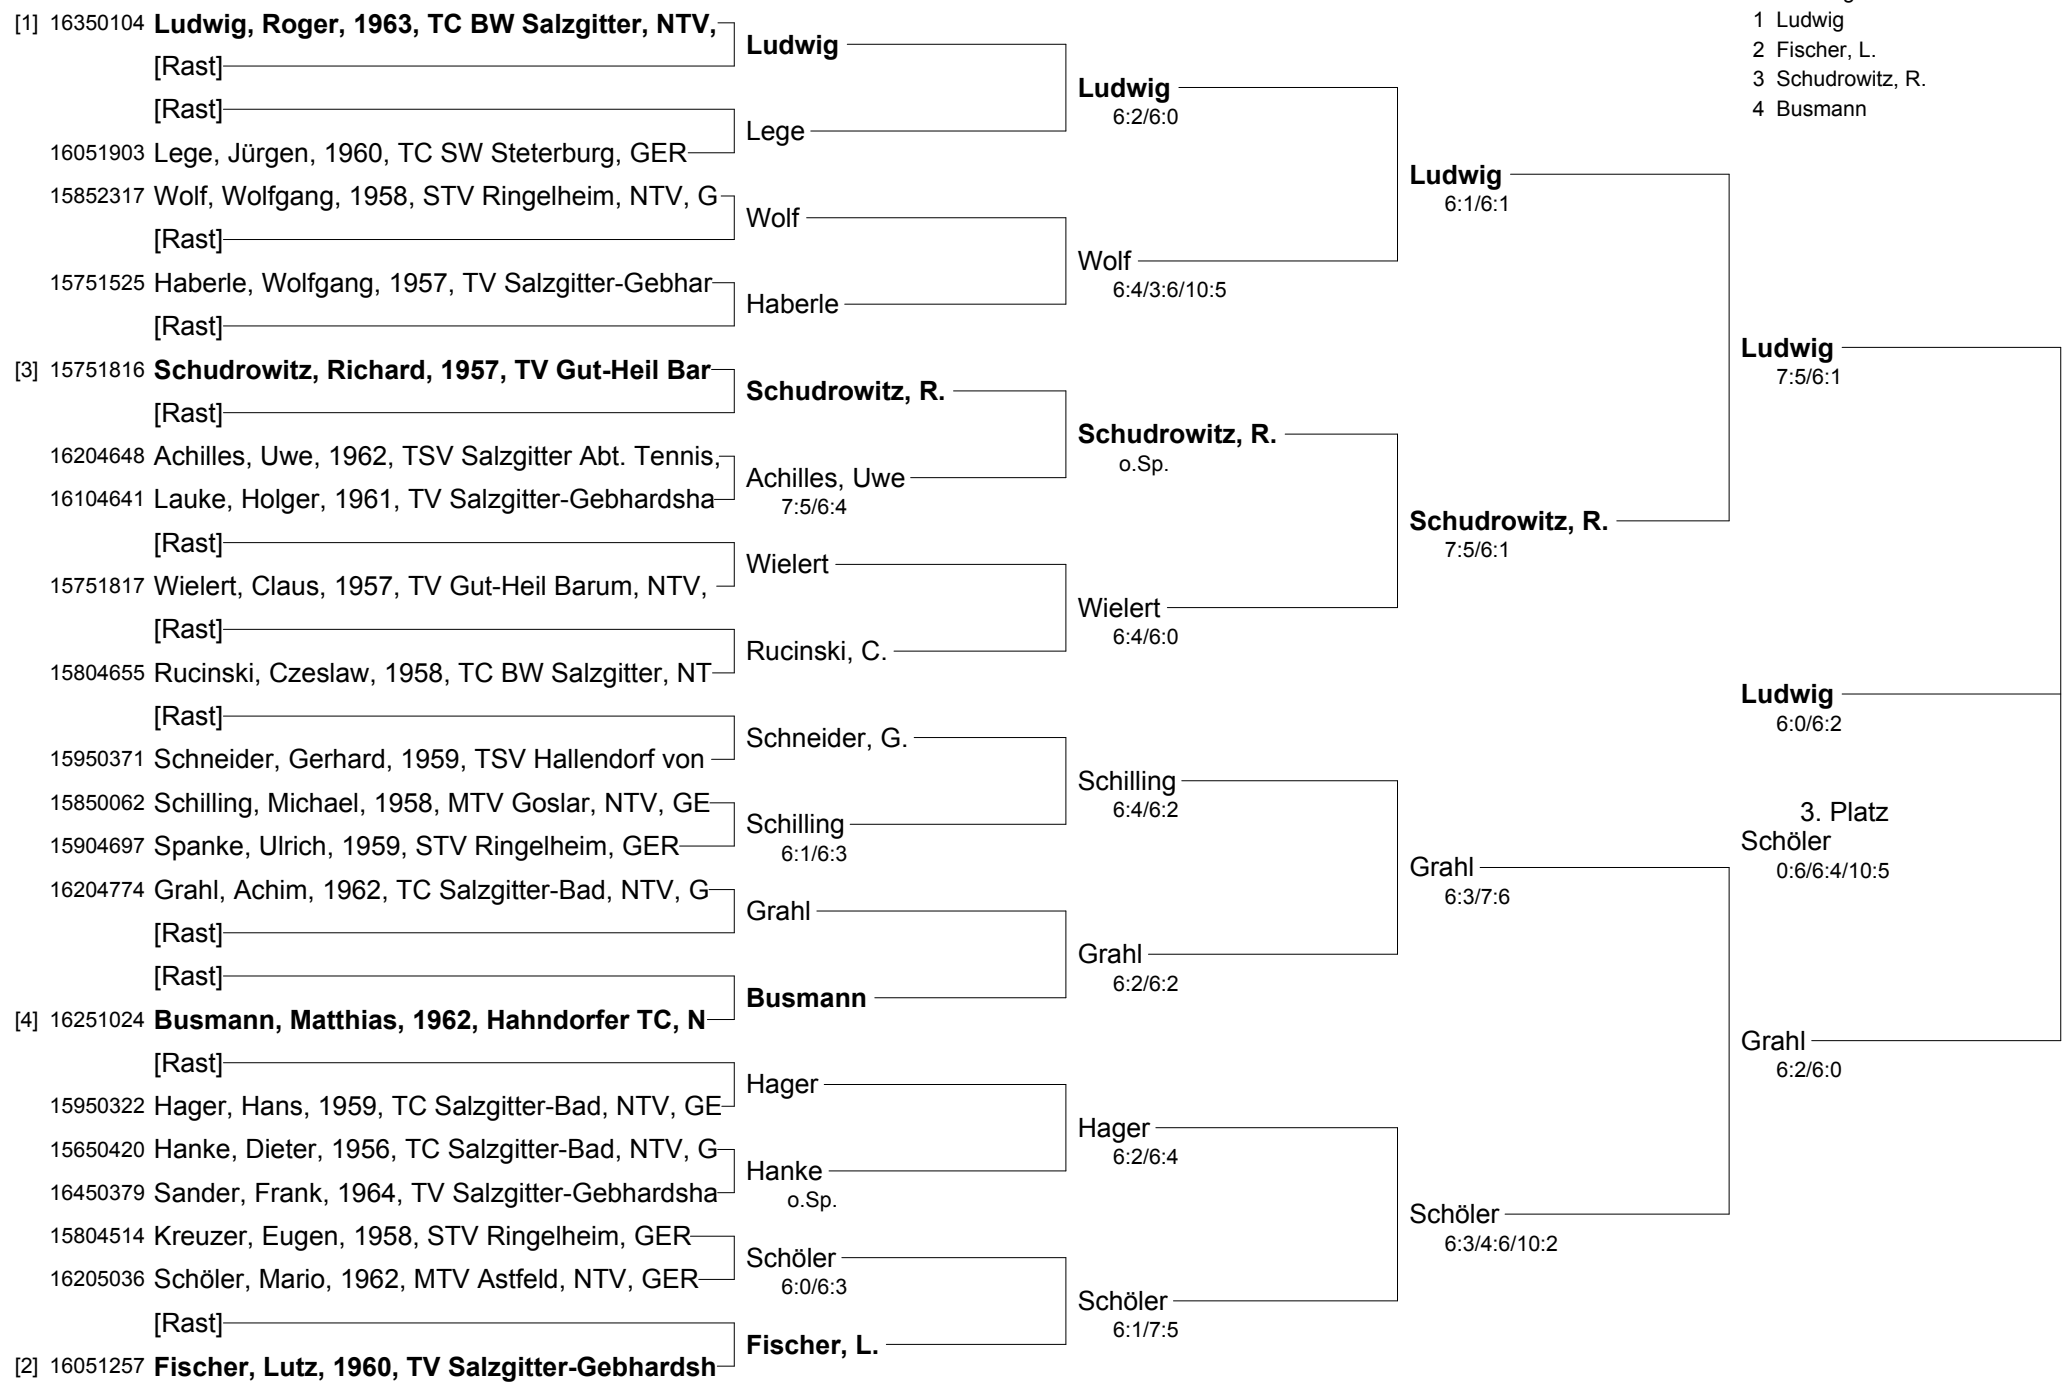 [1] 16350104 Ludwig, Roger, 1963, TC BW Salzgitter, NTV,
[Rast]
[Rast]
16051903 Lege, Jürgen, 1960, TC SW Steterburg, GER
15852317 Wolf, Wolfgang, 1958, STV Ringelheim, NTV, G
[Rast]
15751525 Haberle, Wolfgang, 1957, TV Salzgitter-Gebhar
[Rast]
[3] 15751816 Schudrowitz, Richard, 1957, TV Gut-Heil Bar
[Rast]
16204648 Achilles, Uwe, 1962, TSV Salzgitter Abt. Tennis,
16104641 Lauke, Holger, 1961, TV Salzgitter-Gebhardsha
[Rast]
15751817 Wielert, Claus, 1957, TV Gut-Heil Barum, NTV,
[Rast]
15804655 Rucinski, Czeslaw, 1958, TC BW Salzgitter, NT
[Rast]
15950371 Schneider, Gerhard, 1959, TSV Hallendorf von
15850062 Schilling, Michael, 1958, MTV Goslar, NTV, GE
15904697 Spanke, Ulrich, 1959, STV Ringelheim, GER
16204774 Grahl, Achim, 1962, TC Salzgitter-Bad, NTV, G
[Rast]
[Rast]
[4] 16251024 Busmann, Matthias, 1962, Hahndorfer TC, N
[Rast]
15950322 Hager, Hans, 1959, TC Salzgitter-Bad, NTV, GE
15650420 Hanke, Dieter, 1956, TC Salzgitter-Bad, NTV, G
16450379 Sander, Frank, 1964, TV Salzgitter-Gebhardsha
15804514 Kreuzer, Eugen, 1958, STV Ringelheim, GER
16205036 Schöler, Mario, 1962, MTV Astfeld, NTV, GER
[Rast]
[2] 16051257 Fischer, Lutz, 1960, TV Salzgitter-Gebhardsh
Ludwig
Lege
Wolf
Haberle
Schudrowitz, R.
Achilles, Uwe
7:5/6:4
Wielert
Rucinski, C.
Schneider, G.
Schilling
6:1/6:3
Grahl
Busmann
Hager
Hanke
o.Sp.
Schöler
6:0/6:3
Fischer, L.
Ludwig
6:2/6:0
Wolf
6:4/3:6/10:5
Schudrowitz, R.
o.Sp.
Wielert
6:4/6:0
Schilling
6:4/6:2
Grahl
6:2/6:2
Hager
6:2/6:4
Schöler
6:1/7:5
Ludwig
6:1/6:1
Schudrowitz, R.
7:5/6:1
Grahl
6:3/7:6
Schöler
6:3/4:6/10:2
1 Ludwig
2 Fischer, L.
3 Schudrowitz, R.
4 Busmann
Ludwig
7:5/6:1
Ludwig
6:0/6:2
3. Platz
Schöler
0:6/6:4/10:5
Grahl
6:2/6:0